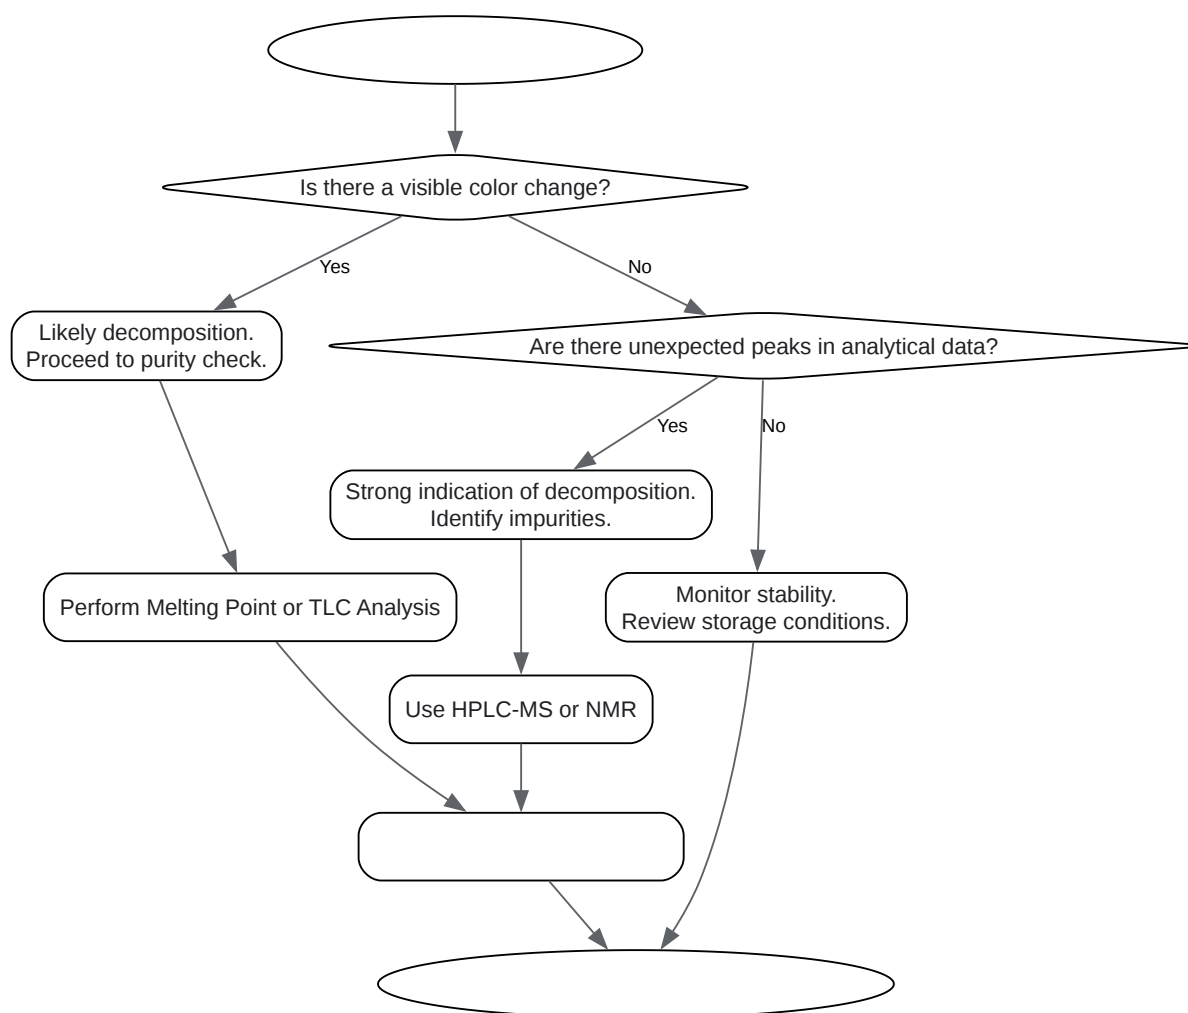 Is there a visible color change?
Yes
No
Likely decomposition.
Proceed to purity check.
Are there unexpected peaks in analytical data?
Yes
No
Strong indication of decomposition.
Identify impurities.
Perform Melting Point or TLC Analysis
Monitor stability.
Review storage conditions.
Use HPLC-MS or NMR